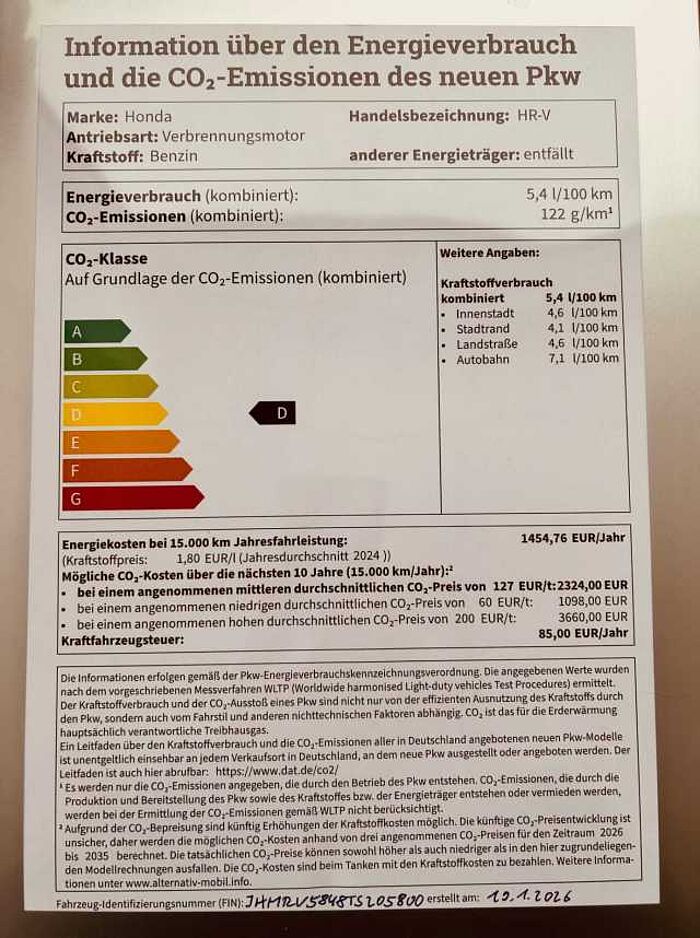 Information über den Energieverbrauch
und die CO₂-Emissionen des neuen Pkw
Marke: Honda Handelsbezeichnung: HR-V
Antriebsart: Verbrennungsmotor
Kraftstoff: Benzin anderer Energieträger: entfällt
Energieverbrauch (kombiniert): 5,4 l/100 km
CO₂-Emissionen (kombiniert): 122 g/km¹
CO₂-Klasse
Auf Grundlage der CO₂-Emissionen (kombiniert)
A
B
C
D D
E
F
G
Weitere Angaben:
Kraftstoffverbrauch
kombiniert 5,4 l/100 km
• Innenstadt 4,6 l/100 km
• Stadtrand 4,1 l/100 km
• Landstraße 4,6 l/100 km
• Autobahn 7,1 l/100 km
Energiekosten bei 15.000 km Jahresfahrleistung: 1454,76 EUR/Jahr
(Kraftstoffpreis: 1,80 EUR/l (Jahresdurchschnitt 2024 ))
Mögliche CO₂-Kosten über die nächsten 10 Jahre (15.000 km/Jahr):²
• bei einem angenommenen mittleren durchschnittlichen CO₂-Preis von 127 EUR/t: 2324,00 EUR
• bei einem angenommenen niedrigen durchschnittlichen CO₂-Preis von 60 EUR/t: 1098,00 EUR
• bei einem angenommenen hohen durchschnittlichen CO₂-Preis von 200 EUR/t: 3660,00 EUR
Kraftfahrzeugsteuer: 85,00 EUR/Jahr
Die Informationen erfolgen gemäß der Pkw-Energieverbrauchskennzeichnungsverordnung. Die angegebenen Werte wurden
nach dem vorgeschriebenen Messverfahren WLTP (Worldwide harmonised Light-duty vehicles Test Procedures) ermittelt.
Der Kraftstoffverbrauch und der CO₂-Ausstoß eines Pkw sind nicht nur von der effizienten Ausnutzung des Kraftstoffs durch
den Pkw, sondern auch vom Fahrstil und anderen nichttechnischen Faktoren abhängig. CO₂ ist das für die Erderwärmung
hauptsächlich verantwortliche Treibhausgas.
Ein Leitfaden über den Kraftstoffverbrauch und die CO₂-Emissionen aller in Deutschland angebotenen neuen Pkw-Modelle
ist unentgeltlich einsehbar an jedem Verkaufsort in Deutschland, an dem neue Pkw ausgestellt oder angeboten werden. Der
Leitfaden ist auch hier abrufbar: https://www.dat.de/co2/
¹ Es werden nur die CO₂-Emissionen angegeben, die durch den Betrieb des Pkw entstehen. CO₂-Emissionen, die durch die
Produktion und Bereitstellung des Pkw sowie des Kraftstoffes bzw. der Energieträger entstehen oder vermieden werden,
werden bei der Ermittlung der CO₂-Emissionen gemäß WLTP nicht berücksichtigt.
² Aufgrund der CO₂-Bepreisung sind künftig Erhöhungen der Kraftstoffkosten möglich. Die künftige CO₂-Preisentwicklung ist
unsicher, daher werden die möglichen CO₂-Kosten anhand von drei angenommenen CO₂-Preisen für den Zeitraum 2026
bis 2035 berechnet. Die tatsächlichen CO₂-Preise können sowohl höher als auch niedriger als in den hier zugrundeliegen-
den Modellrechnungen ausfallen. Die CO₂-Kosten sind beim Tanken mit den Kraftstoffkosten zu bezahlen. Weitere Informa-
tionen unter www.alternativ-mobil.info.
Fahrzeug-Identifizierungsnummer (FIN): JHMRV5848TS205800 erstellt am: 19.1.2026